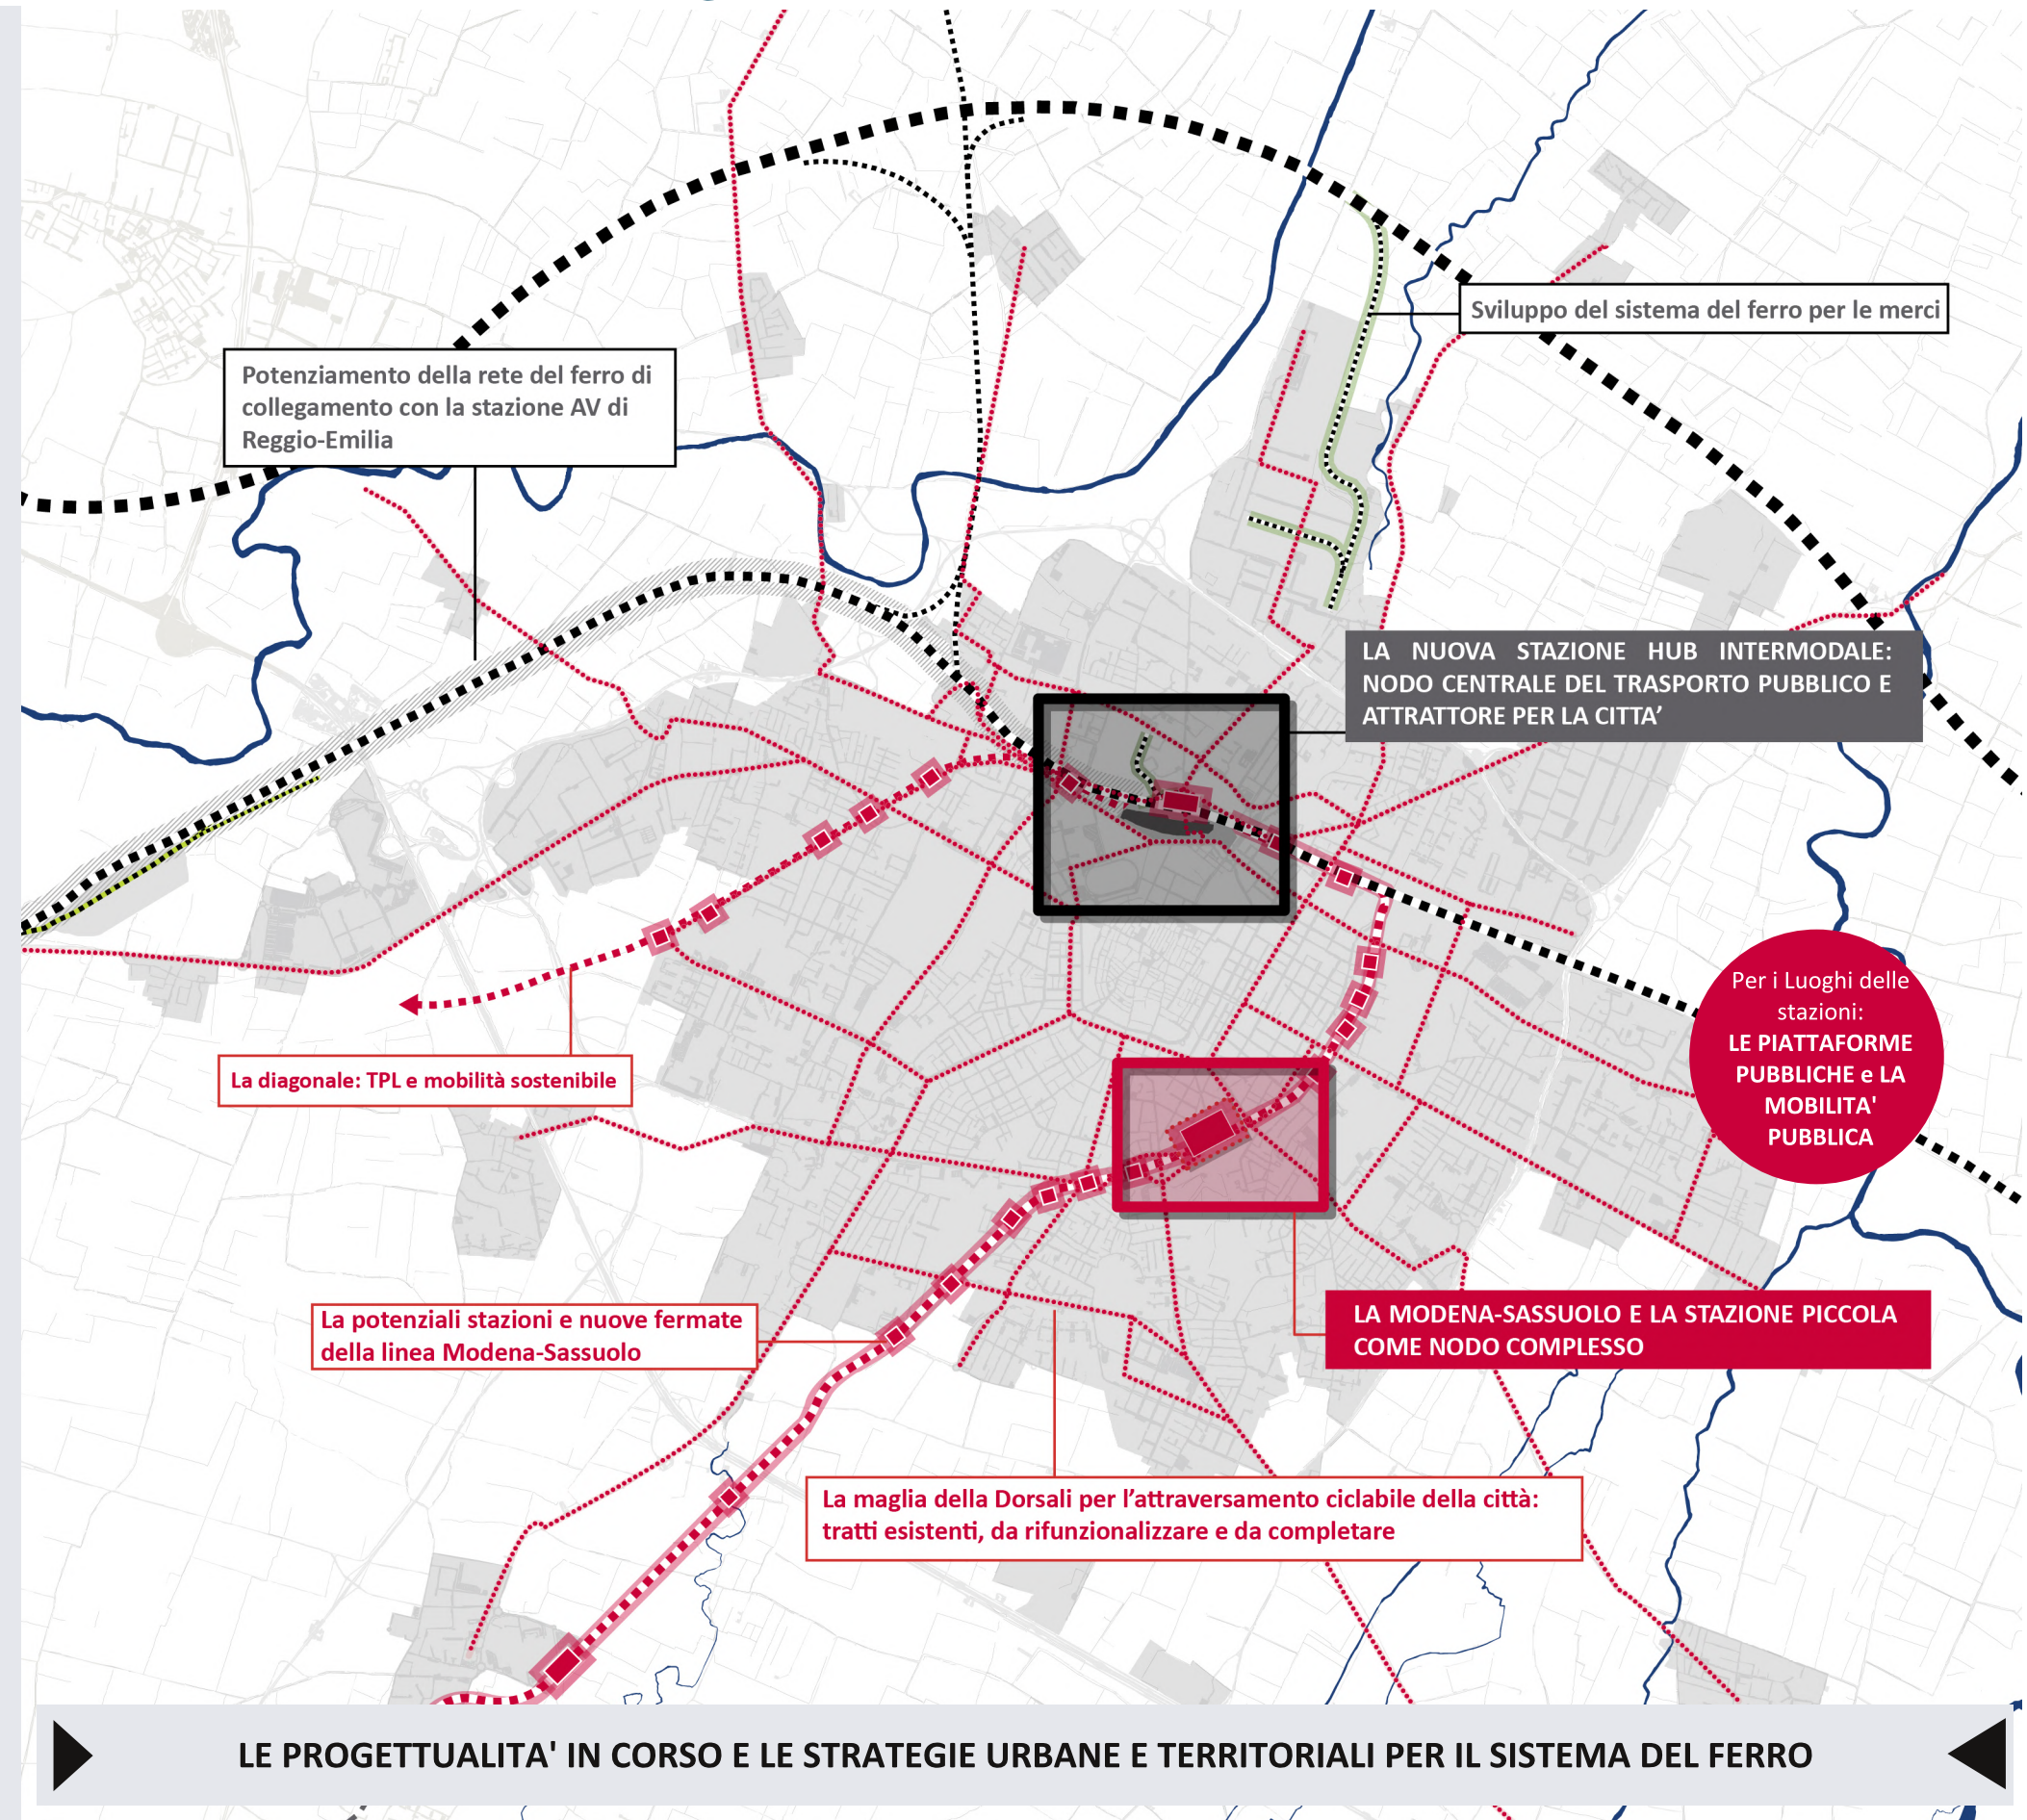 Sviluppo del sistema del ferro per le merci
Potenziamento della rete del ferro di
collegamento con la stazione AV di
Reggio-Emilia
LA NUOVA STAZIONE HUB INTERMODALE:
NODO CENTRALE DEL TRASPORTO PUBBLICO E
ATTRATTORE PER LA CITTA’
Per i Luoghi delle
stazioni:
LE PIATTAFORME
PUBBLICHE e LA
MOBILITA'
PUBBLICA
La diagonale: TPL e mobilità sostenibile
La potenziali stazioni e nuove fermate
della linea Modena-Sassuolo
LA MODENA-SASSUOLO E LA STAZIONE PICCOLA
COME NODO COMPLESSO
La maglia della Dorsali per l’attraversamento ciclabile della città:
tratti esistenti, da rifunzionalizzare e da completare
LE PROGETTUALITA' IN CORSO E LE STRATEGIE URBANE E TERRITORIALI PER IL SISTEMA DEL FERRO